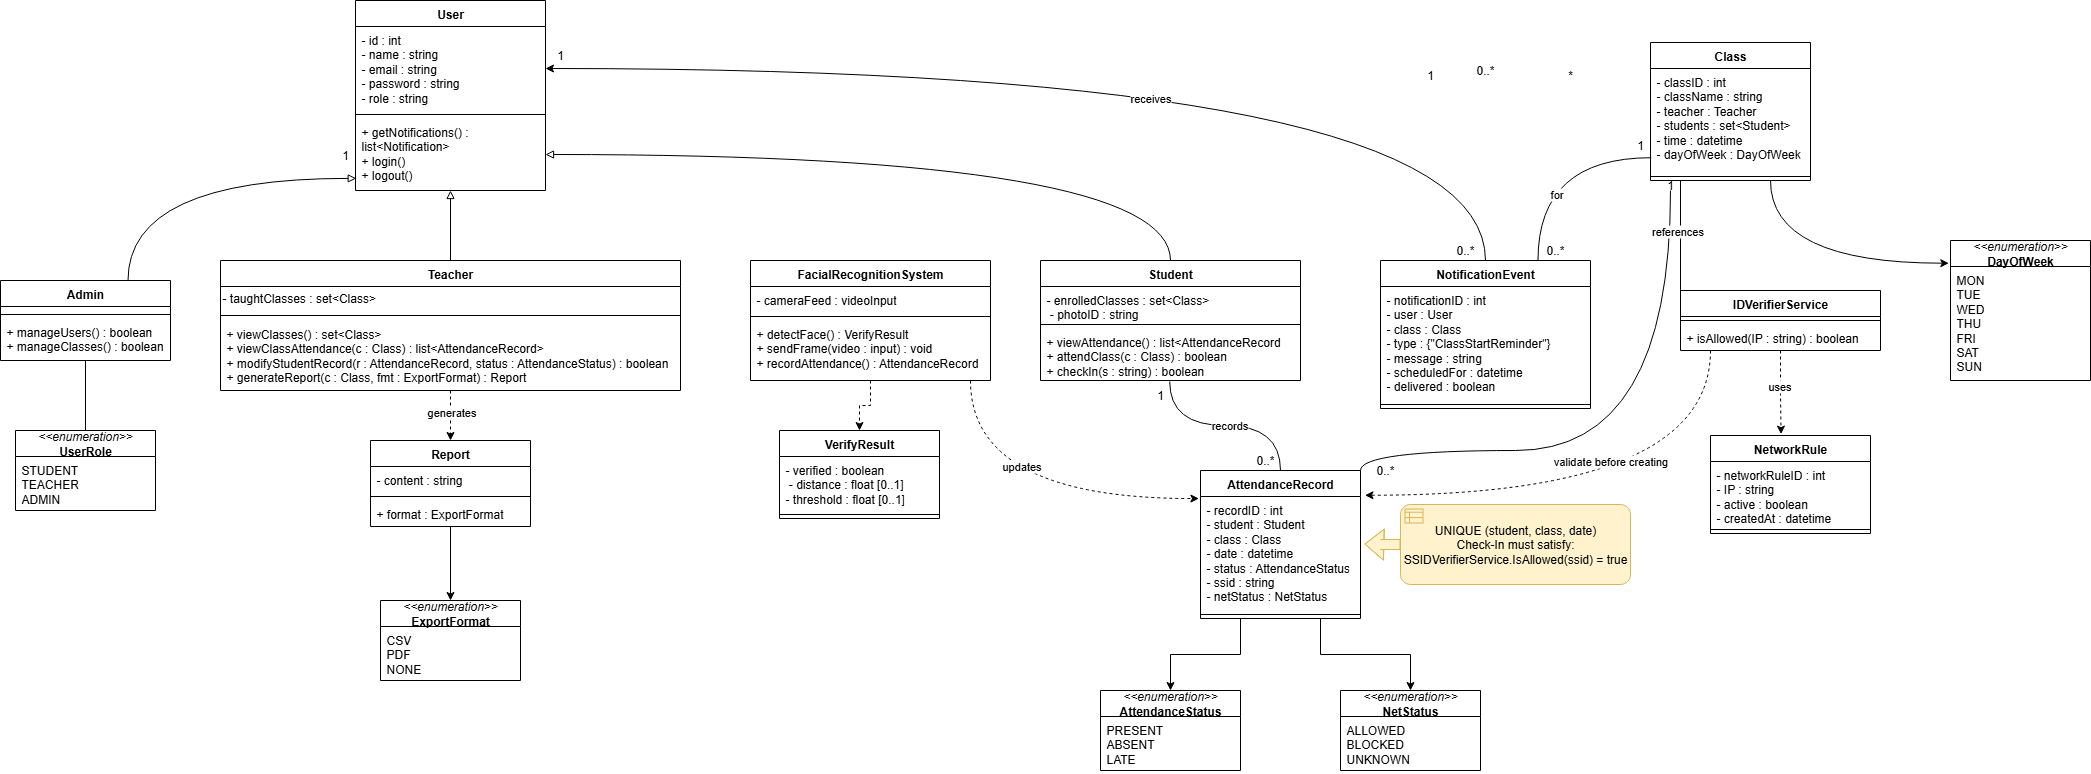 User
- id : int
- name : string
- email : string
- password : string
- role : string
+ getNotifications() :
list<Notification>
+ login()
+ logout()
1
1
receives
1
0..*
*
Class
- classID : int
- className : string
- teacher : Teacher
- students : set<Student>
- time : datetime
- dayOfWeek : DayOfWeek
1
for
1
references
0..*
0..*
<<enumeration>>
DayOfWeek
MON
TUE
WED
THU
FRI
SAT
SUN
Admin
+ manageUsers() : boolean
+ manageClasses() : boolean
Teacher
- taughtClasses : set<Class>
+ viewClasses() : set<Class>
+ viewClassAttendance(c : Class) : list<AttendanceRecord>
+ modifyStudentRecord(r : AttendanceRecord, status : AttendanceStatus) : boolean
+ generateReport(c : Class, fmt : ExportFormat) : Report
FacialRecognitionSystem
- cameraFeed : videoInput
+ detectFace() : VerifyResult
+ sendFrame(video : input) : void
+ recordAttendance() : AttendanceRecord
Student
- enrolledClasses : set<Class>
- photoID : string
+ viewAttendance() : list<AttendanceRecord
+ attendClass(c : Class) : boolean
+ checkIn(s : string) : boolean
NotificationEvent
- notificationID : int
- user : User
- class : Class
- type : {"ClassStartReminder"}
- message : string
- scheduledFor : datetime
- delivered : boolean
IDVerifierService
+ isAllowed(IP : string) : boolean
uses
generates
1
records
0..*
0..*
updates
validate before creating
<<enumeration>>
UserRole
STUDENT
TEACHER
ADMIN
Report
- content : string
+ format : ExportFormat
VerifyResult
- verified : boolean
- distance : float [0..1]
- threshold : float [0..1]
AttendanceRecord
- recordID : int
- student : Student
- class : Class
- date : datetime
- status : AttendanceStatus
- ssid : string
- netStatus : NetStatus
UNIQUE (student, class, date)
Check-In must satisfy:
SSIDVerifierService.IsAllowed(ssid) = true
NetworkRule
- networkRuleID : int
- IP : string
- active : boolean
- createdAt : datetime
<<enumeration>>
ExportFormat
CSV
PDF
NONE
<<enumeration>>
AttendanceStatus
PRESENT
ABSENT
LATE
<<enumeration>>
NetStatus
ALLOWED
BLOCKED
UNKNOWN